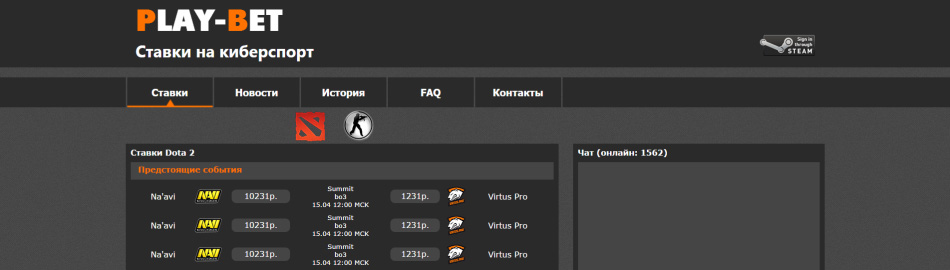 PLAY-BET
Ставки на киберспорт
Sign in
through
STEAM
Ставки Новости История FAQ Контакты
Ставки Dota 2
Чат (онлайн: 1562)
Предстоящие события
Na'avi NAVI 10231р. Summit 1231р. Virtus Pro
bo3
15.04 12:00 МСК
Na'avi NAVI 10231р. Summit 1231р. Virtus Pro
bo3
15.04 12:00 МСК
Na'avi NAVI 10231р. Summit 1231р. Virtus Pro
bo3
15.04 12:00 МСК